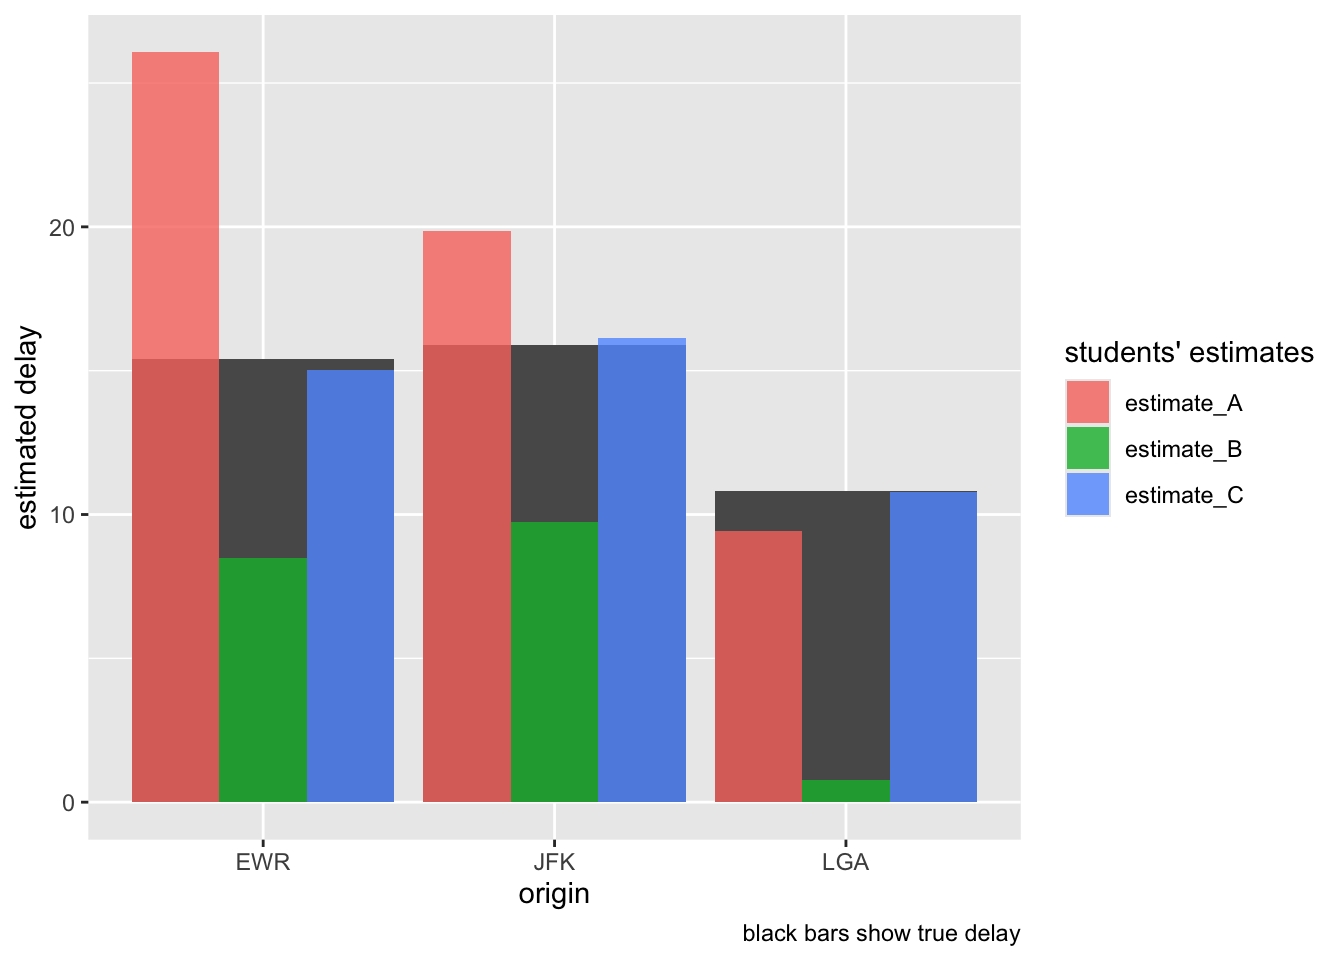 estimated delay
20
10
0
EWR
JFK
LGA
origin
students' estimates
estimate_A
estimate_B
estimate_C
black bars show true delay